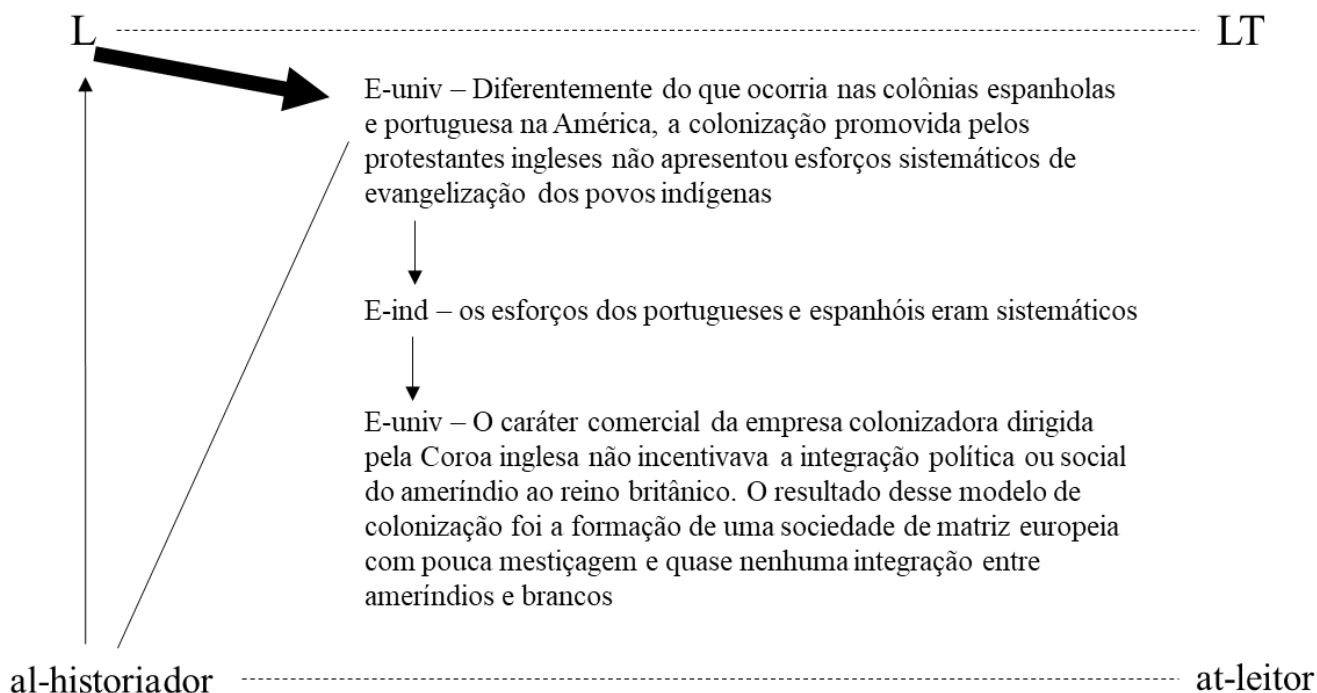 L LT
E-univ – Diferentemente do que ocorria nas colônias espanholas
e portuguesa na América, a colonização promovida pelos
protestantes ingleses não apresentou esforços sistemáticos de
evangelização dos povos indígenas
E-ind – os esforços dos portugueses e espanhóis eram sistemáticos
E-univ – O caráter comercial da empresa colonizadora dirigida
pela Coroa inglesa não incentivava a integração política ou social
do ameríndio ao reino britânico. O resultado desse modelo de
colonização foi a formação de uma sociedade de matriz europeia
com pouca mestiçagem e quase nenhuma integração entre
ameríndios e brancos
al-historiador at-leitor